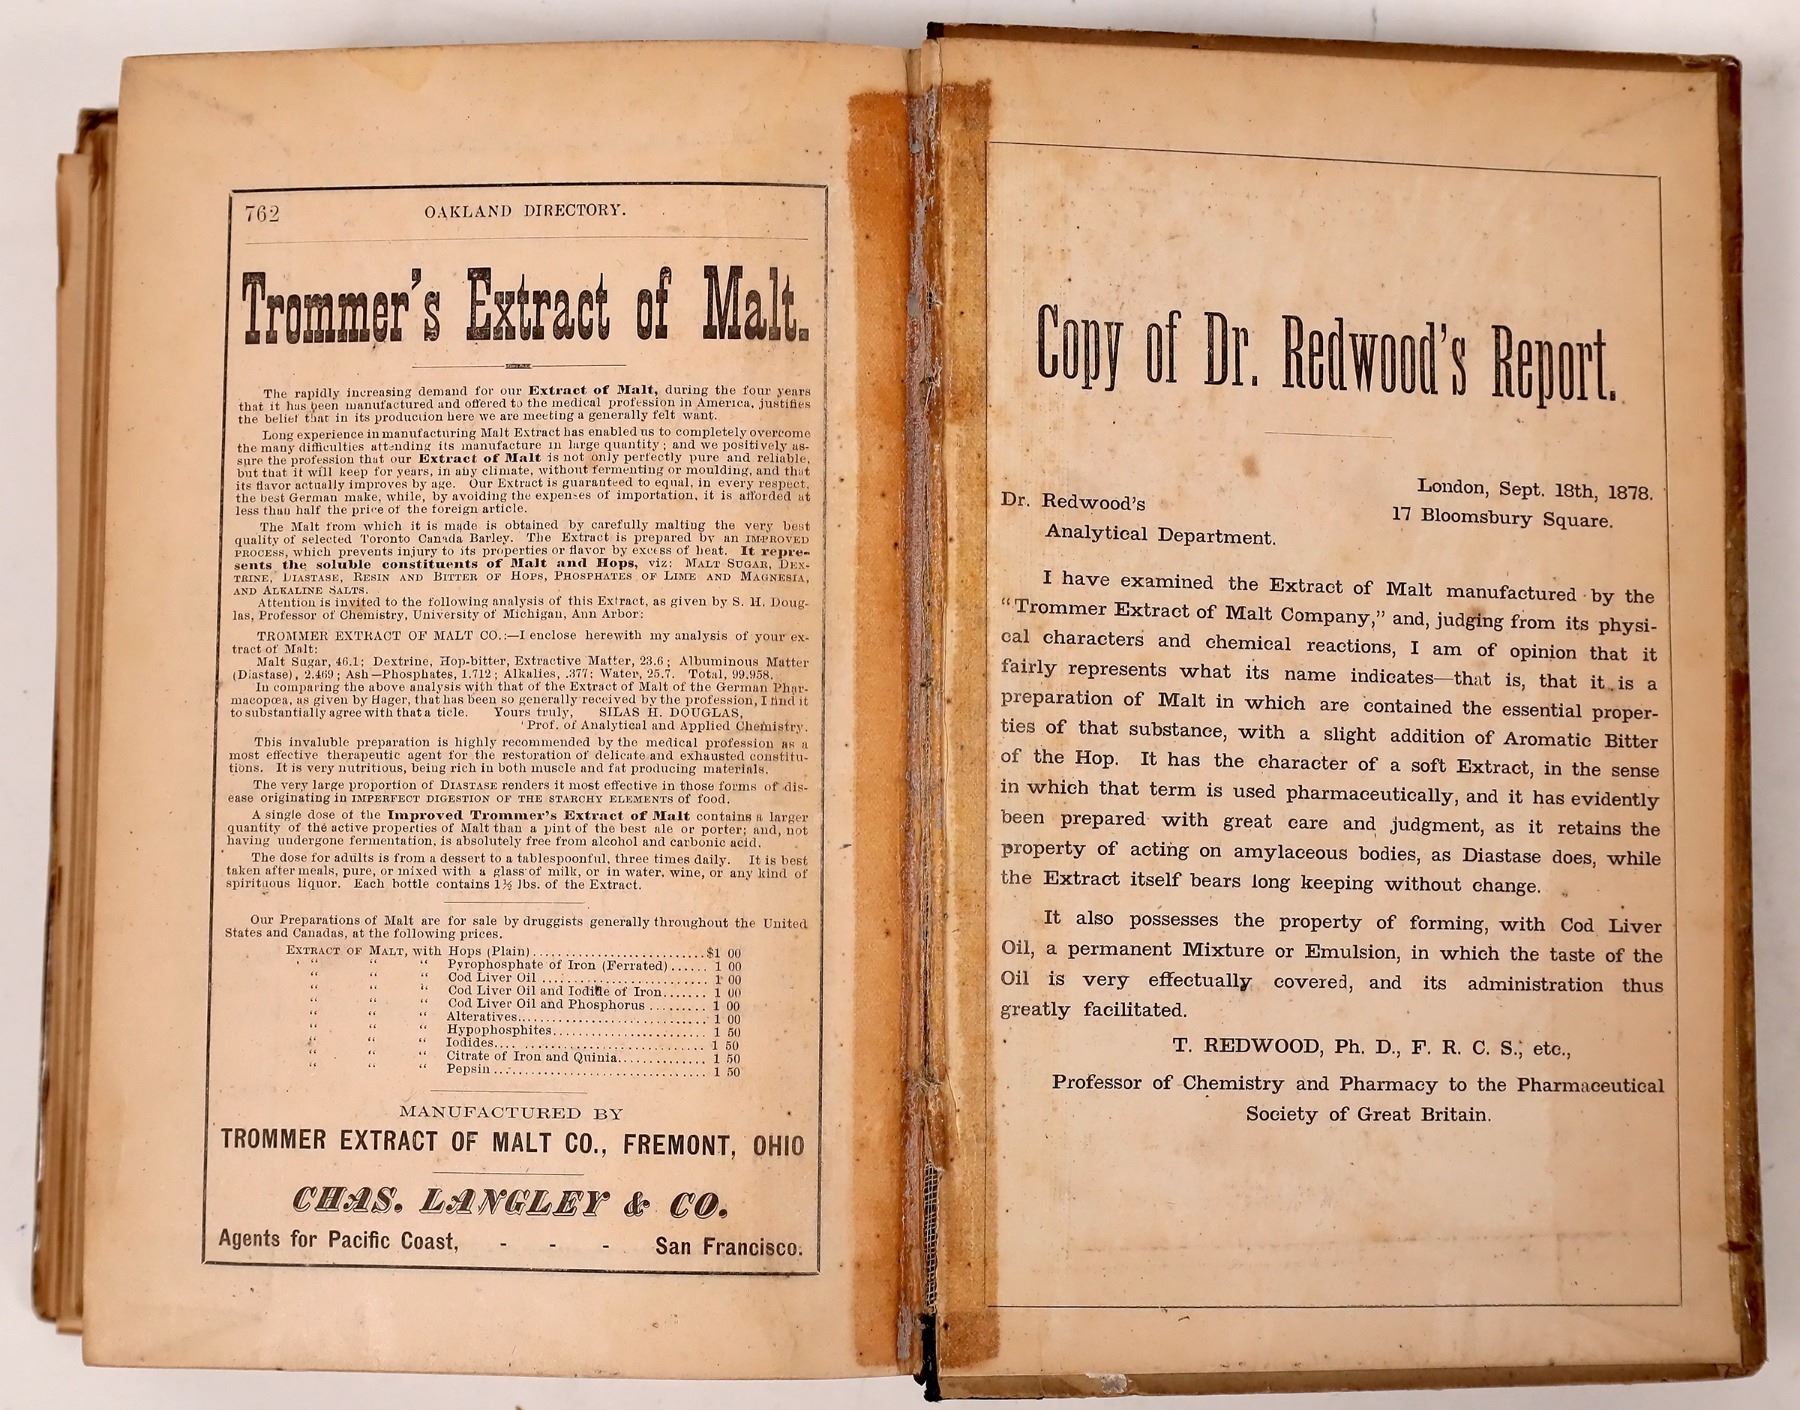 762 OAKLAND DIRECTORY.
Trommer's Extract of Malt.
The rapidly increasing demand for our Extract of Malt, during the four years
that it has been manufactured and offered to the medical profession in America, justifies
the belief that in its production here we are meeting a generally felt want.
Long experience in manufacturing Malt Extract has enabled us to completely overcome
the many difficulties attending its manufacture in large quantity; and we positively as-
sure the profession that our Extract of Malt is not only perfectly pure and reliable,
but that it will keep for years, in any climate, without fermenting or moulding, and that
its flavor actually improves by age. Our Extract is guaranteed to equal, in every respect,
the best German make, while, by avoiding the expenses of importation, it is afforded at
less than half the price of the foreign article.
The Malt from which it is made is obtained by carefully malting the very best
quality of selected Toronto Canada Barley. The Extract is prepared by an IMPROVED
PROCESS, which prevents injury to its properties or flavor by excess of heat. It repre-
sents the soluble constituents of Malt and Hops, viz: MALT SUGAR, DEX-
TRINE, DIASTASE, RESIN AND BITTER OF HOPS, PHOSPHATES OF LIME AND MAGNESIA,
AND ALKALINE SALTS.
Attention is invited to the following analysis of this Extract, as given by S. H. Doug-
las, Professor of Chemistry, University of Michigan, Ann Arbor:
TROMMER EXTRACT OF MALT CO.:—I enclose herewith my analysis of your ex-
tract of Malt:
Malt Sugar, 46.1; Dextrine, Hop-bitter, Extractive Matter, 23.6; Albuminous Matter
(Diastase), 2.469; Ash—Phosphates, 1.712; Alkalies, .377; Water, 25.7. Total, 99.958.
In comparing the above analysis with that of the Extract of Malt of the German Phar-
macopœa, as given by Hager, that has been so generally received by the profession, I find it
to substantially agree with that a ticle. Yours truly, SILAS H. DOUGLAS,
Prof. of Analytical and Applied Chemistry.
This invaluable preparation is highly recommended by the medical profession as a
most effective therapeutic agent for the restoration of delicate and exhausted constitu-
tions. It is very nutritious, being rich in both muscle and fat producing materials.
The very large proportion of DIASTASE renders it most effective in those forms of dis-
ease originating in IMPERFECT DIGESTION OF THE STARCHY ELEMENTS of food.
A single dose of the Improved Trommer's Extract of Malt contains a larger
quantity of the active properties of Malt than a pint of the best ale or porter; and, not
having undergone fermentation, is absolutely free from alcohol and carbonic acid.
The dose for adults is from a dessert to a tablespoonful, three times daily. It is best
taken after meals, pure, or mixed with a glass of milk, or in water, wine, or any kind of
spirituous liquor. Each bottle contains 1½ lbs. of the Extract.
Our Preparations of Malt are for sale by druggists generally throughout the United
States and Canadas, at the following prices.
EXTRACT OF MALT, with Hops (Plain)..........................$1 00
“ “ “ Pyrophosphate of Iron (Ferrated)...... 1 00
“ “ “ Cod Liver Oil ......................... 1 00
“ “ “ Cod Liver Oil and Iodide of Iron....... 1 00
“ “ “ Cod Liver Oil and Phosphorus ......... 1 00
“ “ “ Alteratives............................. 1 00
“ “ “ Hypophosphites....................... 1 50
“ “ “ Iodides.... ........................... 1 50
“ “ “ Citrate of Iron and Quinia............. 1 50
“ “ “ Pepsin ................................ 1 50
MANUFACTURED BY
TROMMER EXTRACT OF MALT CO., FREMONT, OHIO
CHAS. LANGLEY & CO.
Agents for Pacific Coast, - - - San Francisco.
Copy of Dr. Redwood's Report.
London, Sept. 18th, 1878.
Dr. Redwood's 17 Bloomsbury Square.
Analytical Department.
I have examined the Extract of Malt manufactured by the
“Trommer Extract of Malt Company,” and, judging from its physi-
cal characters and chemical reactions, I am of opinion that it
fairly represents what its name indicates—that is, that it is a
preparation of Malt in which are contained the essential proper-
ties of that substance, with a slight addition of Aromatic Bitter
of the Hop. It has the character of a soft Extract, in the sense
in which that term is used pharmaceutically, and it has evidently
been prepared with great care and judgment, as it retains the
property of acting on amylaceous bodies, as Diastase does, while
the Extract itself bears long keeping without change.
It also possesses the property of forming, with Cod Liver
Oil, a permanent Mixture or Emulsion, in which the taste of the
Oil is very effectually covered, and its administration thus
greatly facilitated.
T. REDWOOD, Ph. D., F. R. C. S., etc.,
Professor of Chemistry and Pharmacy to the Pharmaceutical
Society of Great Britain.